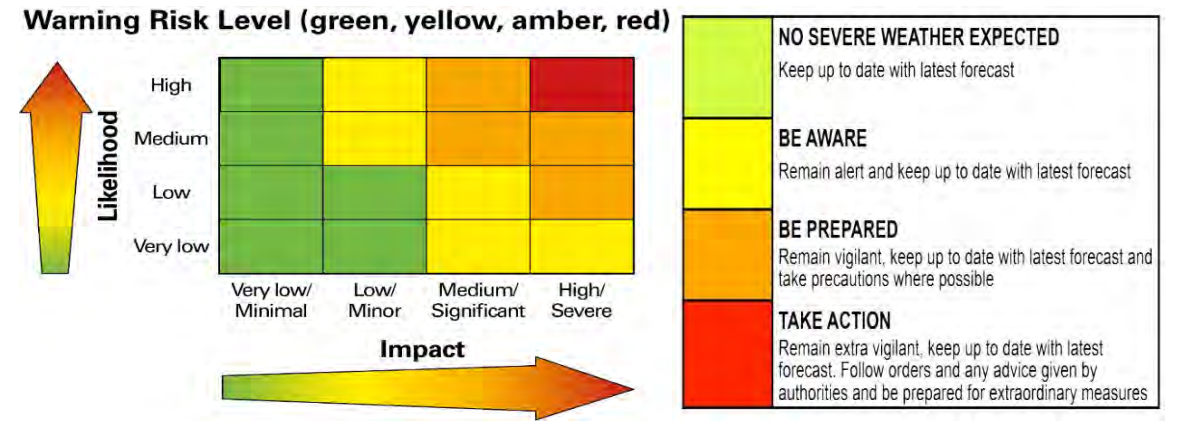 Warning Risk Level (green, yellow, amber, red)
High
Medium
Low
Very low
Likelihood
Very low/
Minimal
Low/
Minor
Medium/
Significant
High/
Severe
Impact
NO SEVERE WEATHER EXPECTED
Keep up to date with latest forecast
BE AWARE
Remain alert and keep up to date with latest forecast
BE PREPARED
Remain vigilant, keep up to date with latest forecast and
take precautions where possible
TAKE ACTION
Remain extra vigilant, keep up to date with latest
forecast. Follow orders and any advice given by
authorities and be prepared for extraordinary measures